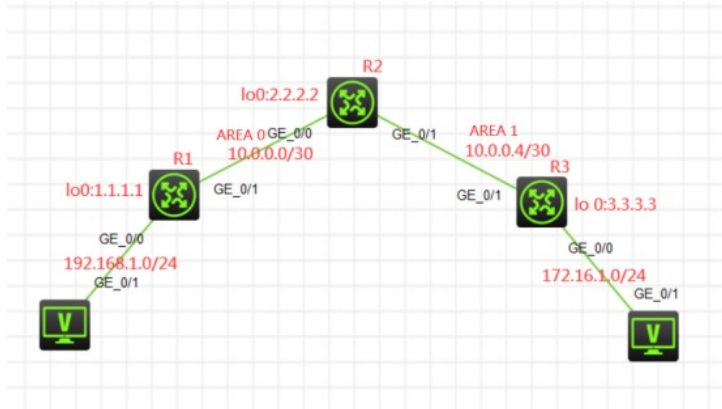 R2
lo0:2.2.2.2
AREA 0
GE_0/0
GE_0/1
AREA 1
10.0.0.0/30
10.0.0.4/30
R1
R3
lo0:1.1.1.1
GE_0/1
GE_0/1
lo 0:3.3.3.3
GE_0/0
GE_0/0
192.168.1.0/24
172.16.1.0/24
GE_0/1
GE_0/1
V
V